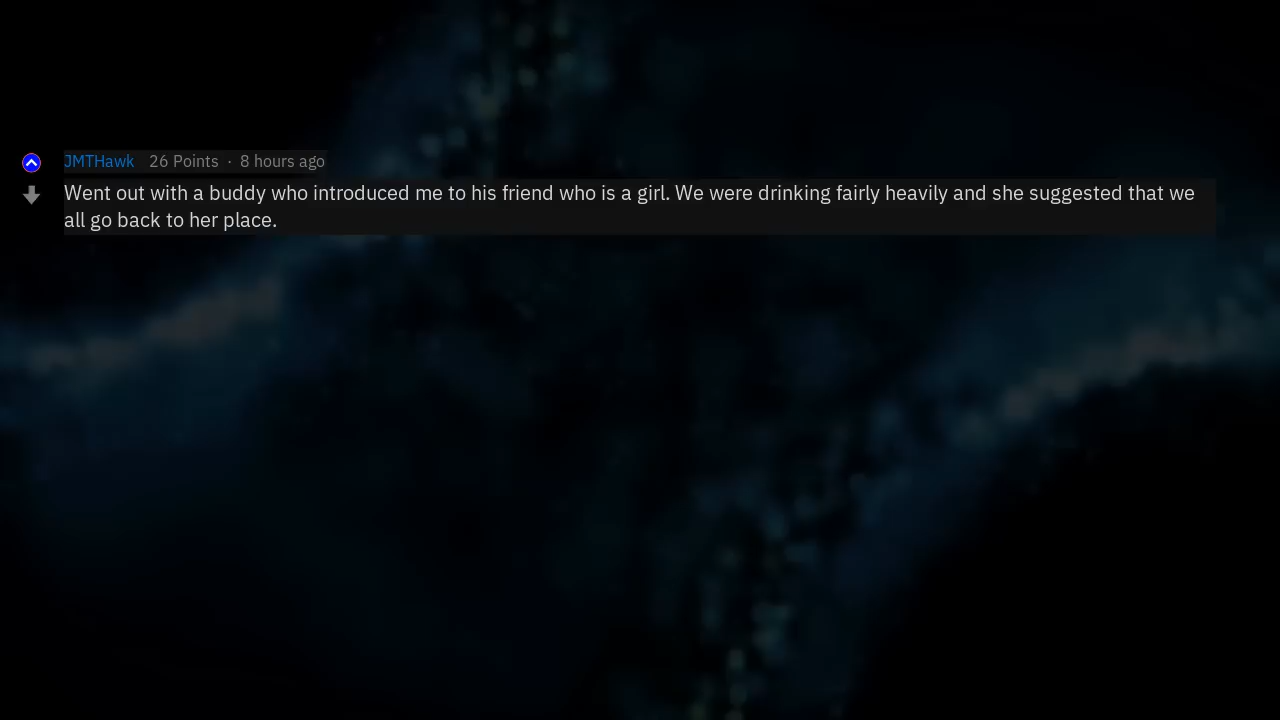 JMTHawk 26 Points · 8 hours ago
Went out with a buddy who introduced me to his friend who is a girl. We were drinking fairly heavily and she suggested that we
all go back to her place.